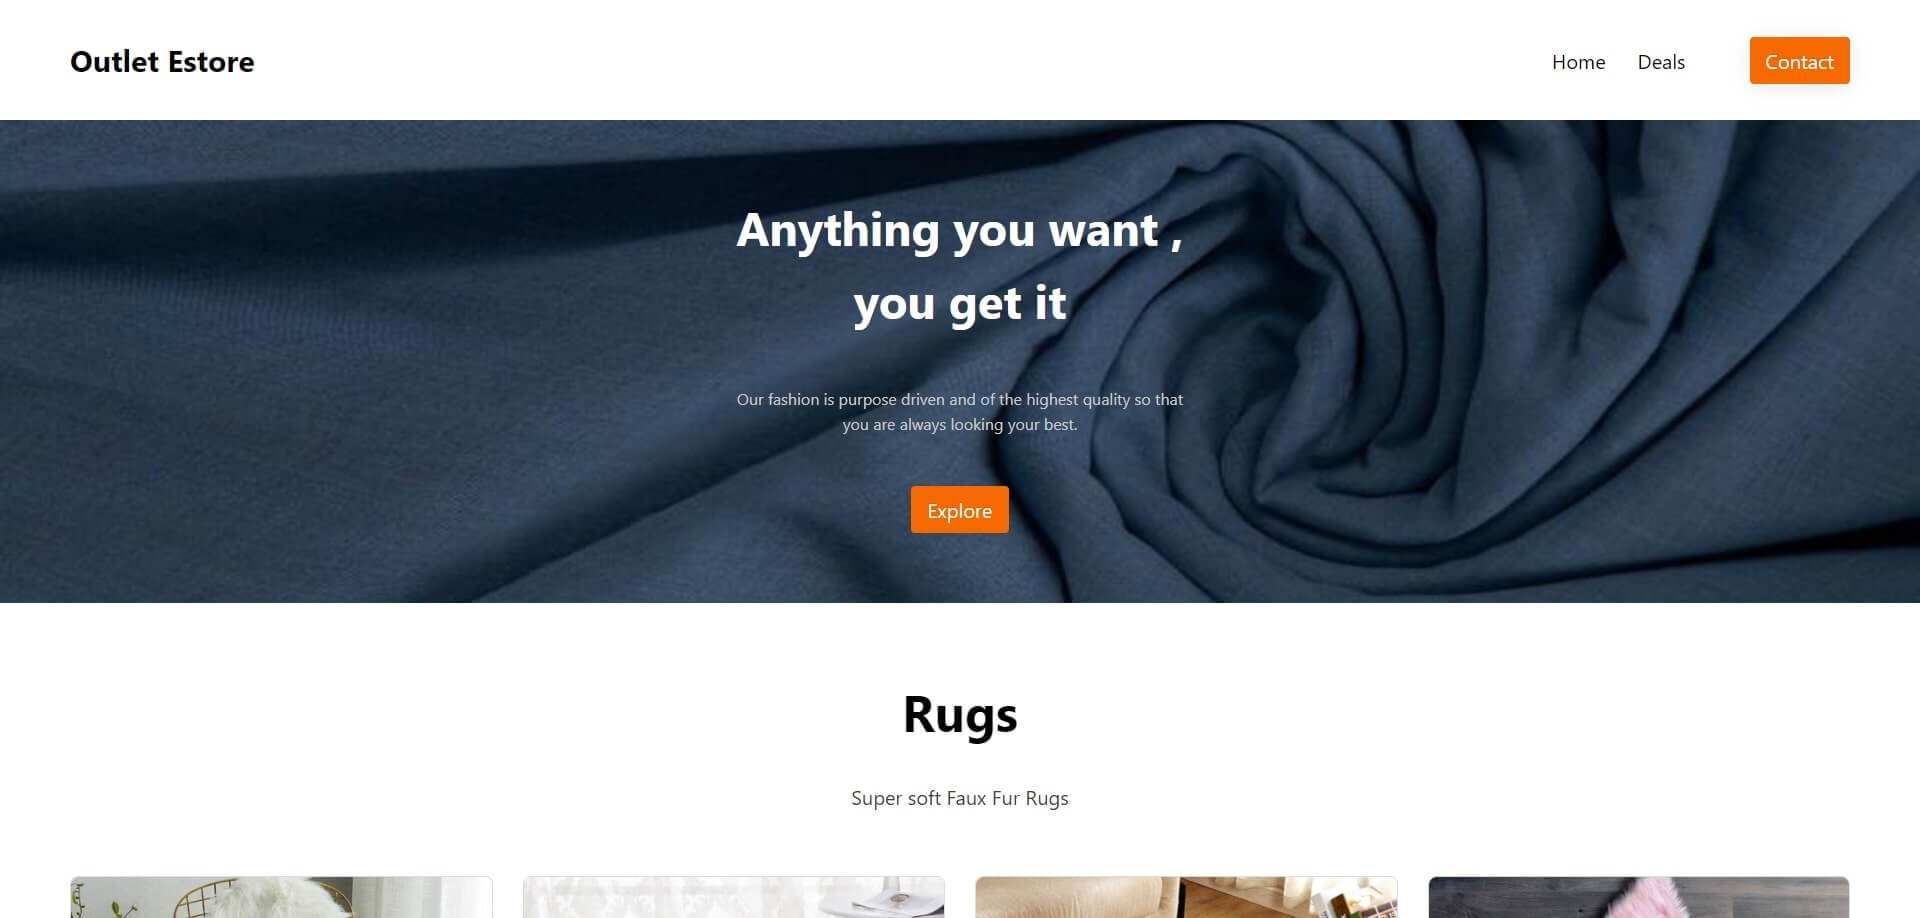 Outlet Estore
Home
Deals
Contact
Anything you want ,
you get it
Our fashion is purpose driven and of the highest quality so that
you are always looking your best.
Explore
Rugs
Super soft Faux Fur Rugs